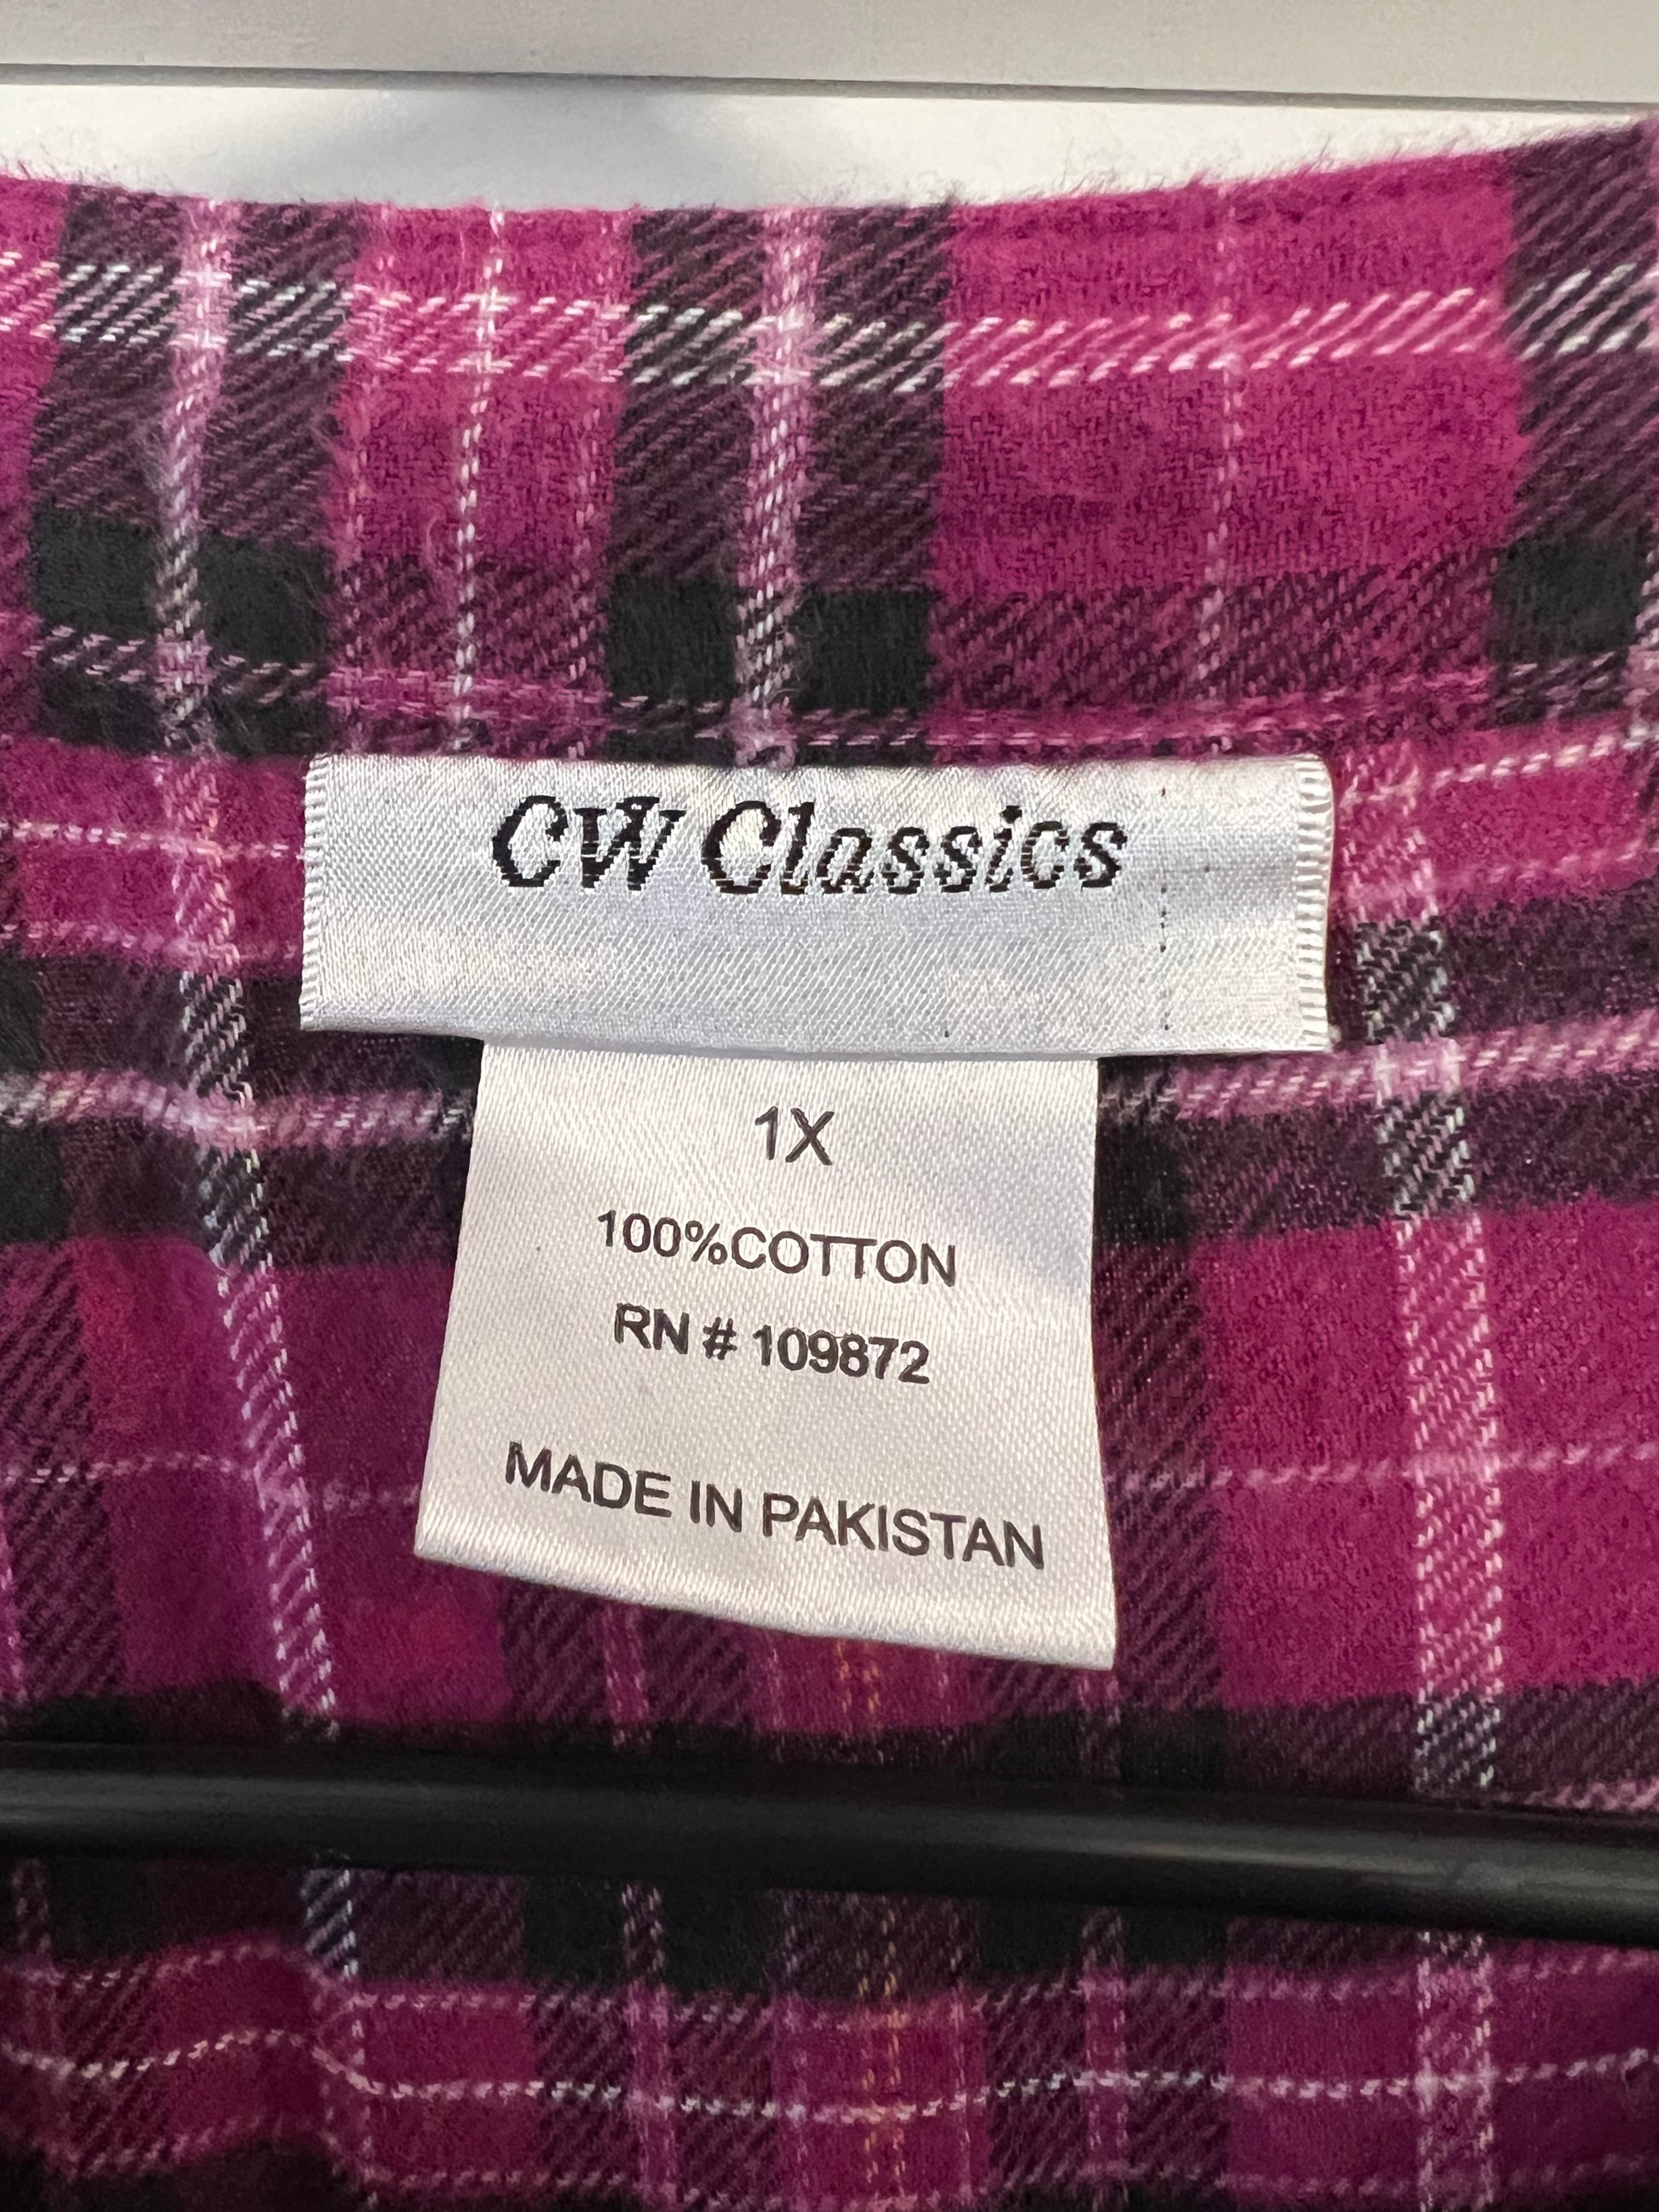 CW Classics
1X
100%COTTON
RN # 109872
MADE IN PAKISTAN